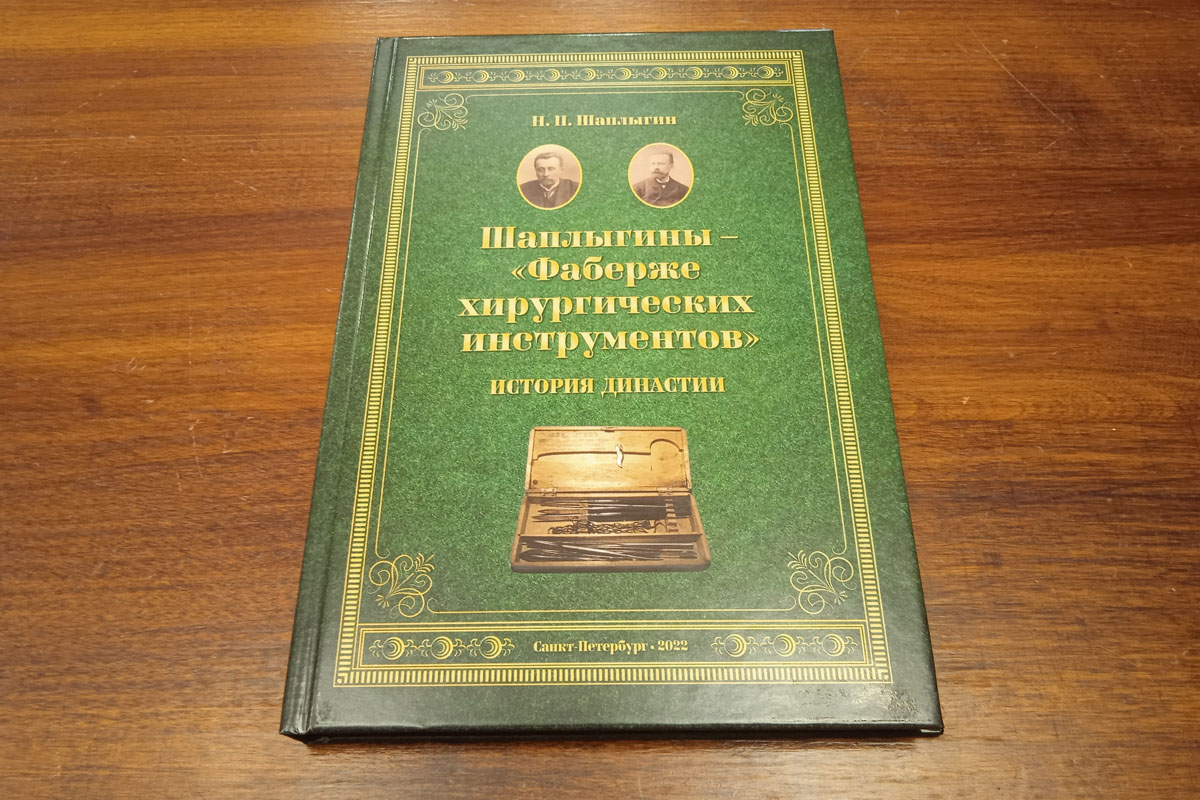 Н. П. Шаплыгин
Шаплыгины –
«Фаберже
хирургических
инструментов»
ИСТОРИЯ ДИНАСТИИ
Санкт-Петербург • 2022